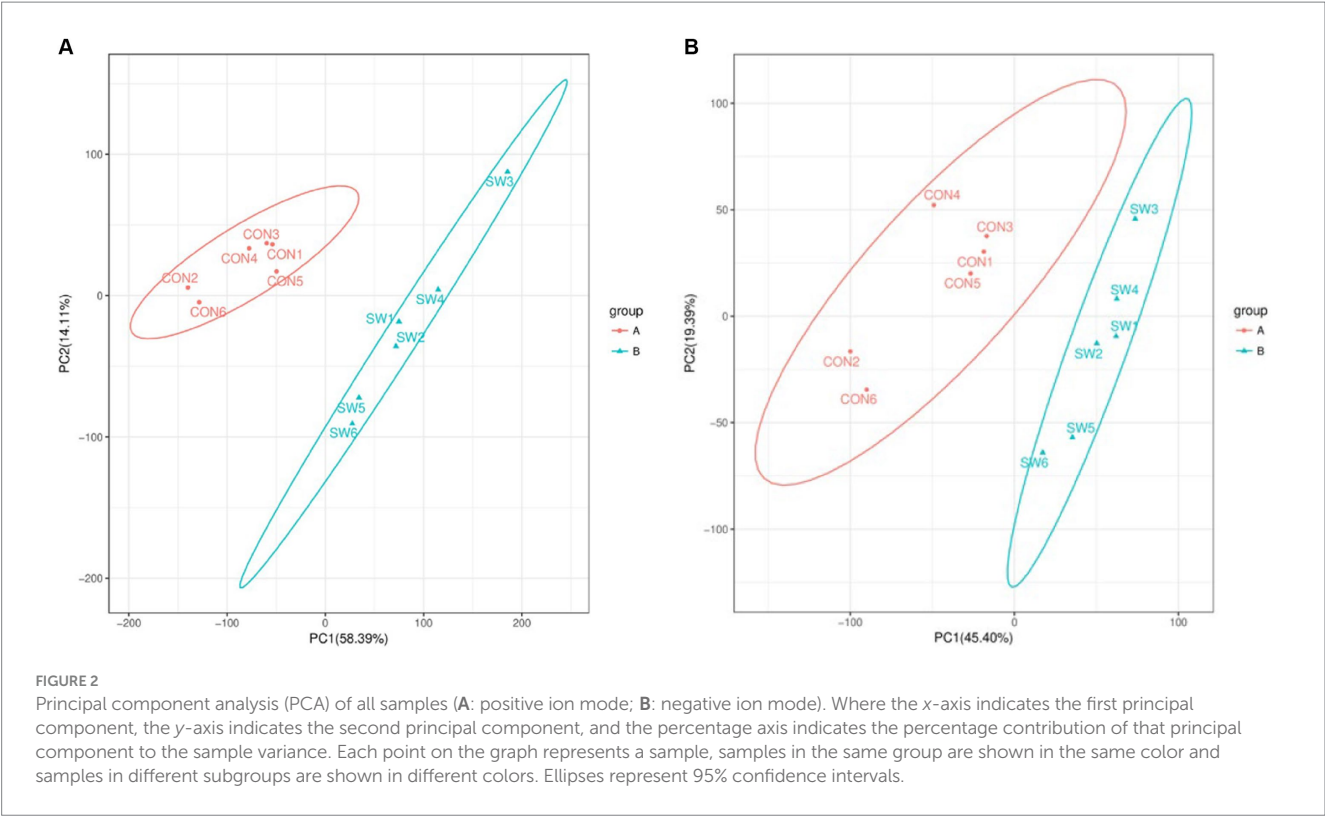 A
100
0
−100
−200
PC2(14.11%)
SW3
CON3
CON1
CON4
CON2
CON5
CON6
SW4
SW1
SW2
SW5
SW6
−200
−100
0
100
200
PC1(58.39%)
group
A
B
B
100
50
0
−50
−100
PC2(19.39%)
CON4
SW3
CON3
CON1
CON5
SW4
SW1
SW2
CON2
CON6
SW5
SW6
−100
0
100
PC1(45.40%)
group
A
B
FIGURE 2
Principal component analysis (PCA) of all samples (A: positive ion mode; B: negative ion mode). Where the x-axis indicates the first principal
component, the y-axis indicates the second principal component, and the percentage axis indicates the percentage contribution of that principal
component to the sample variance. Each point on the graph represents a sample, samples in the same group are shown in the same color and
samples in different subgroups are shown in different colors. Ellipses represent 95% confidence intervals.